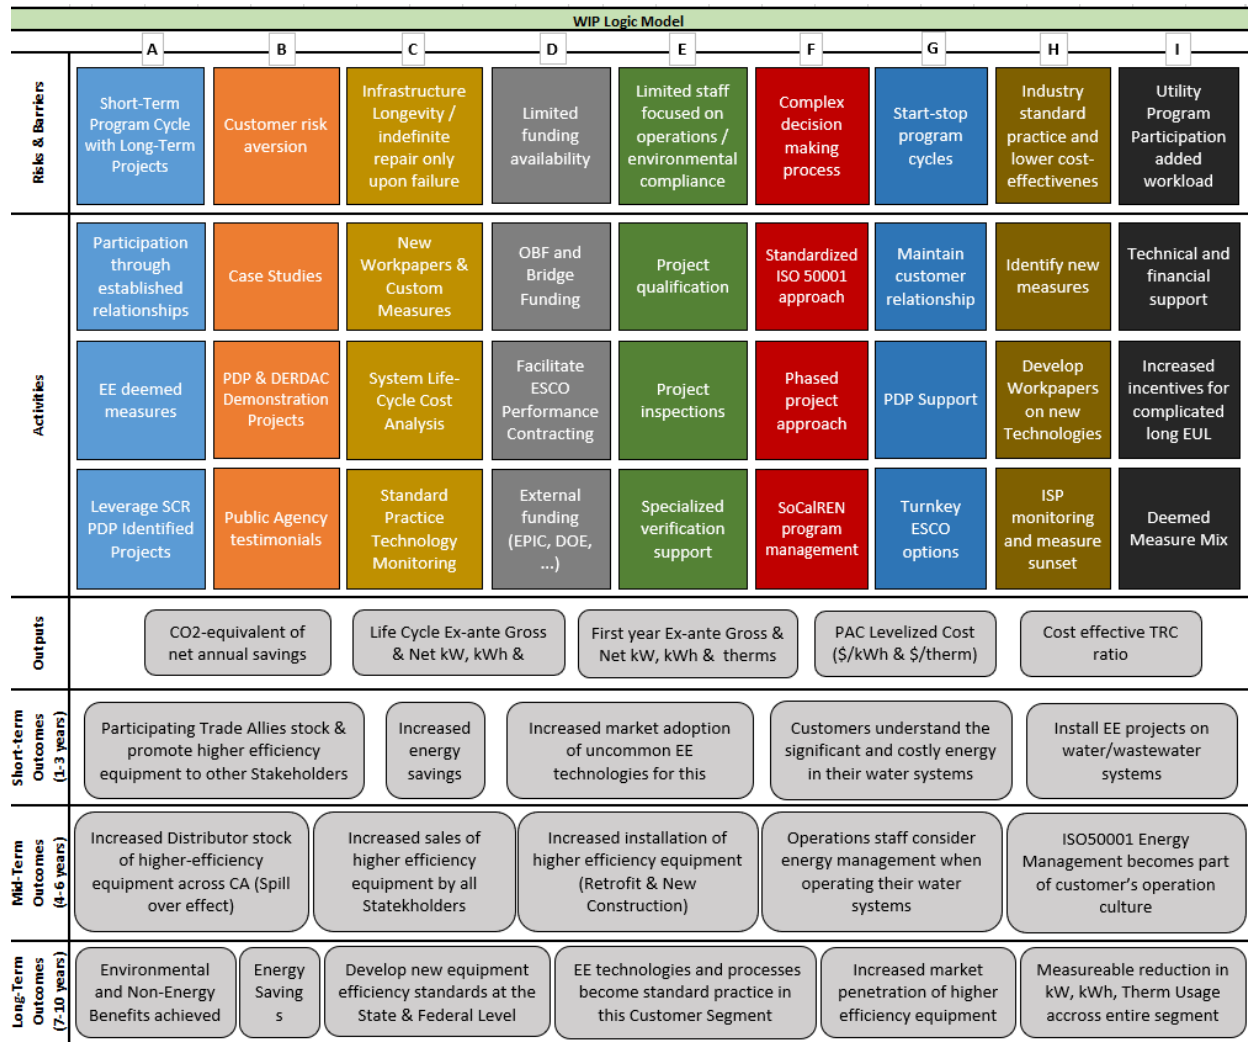 WIP Logic Model
A
B
C
D
E
F
G
H
I
Risks & Barriers
Short-Term
Program Cycle
with Long-Term
Projects
Customer risk
aversion
Infrastructure
Longevity /
indefinite
repair only
upon failure
Limited
funding
availability
Limited staff
focused on
operations /
environmental
compliance
Complex
decision
making
process
Start-stop
program
cycles
Industry
standard
practice and
lower cost-
effectivenes
Utility
Program
Participation
added
workload
Activities
Participation
through
established
relationships
Case Studies
New
Workpapers &
Custom
Measures
OBF and
Bridge
Funding
Project
qualification
Standardized
ISO 50001
approach
Maintain
customer
relationship
Identify new
measures
Technical and
financial
support
EE deemed
measures
PDP & DERDAC
Demonstration
Projects
System Life-
Cycle Cost
Analysis
Facilitate
ESCO
Performance
Contracting
Project
inspections
Phased
project
approach
PDP Support
Develop
Workpapers
on new
Technologies
Increased
incentives for
complicated
long EUL
Leverage SCR
PDP Identified
Projects
Public Agency
testimonials
Standard
Practice
Technology
Monitoring
External
funding
(EPIC, DOE,
...)
Specialized
verification
support
SoCalREN
program
management
Turnkey
ESCO
options
ISP
monitoring
and measure
sunset
Deemed
Measure Mix
Outputs
CO2-equivalent of
net annual savings
Life Cycle Ex-ante Gross
& Net kW, kWh &
First year Ex-ante Gross &
Net kW, kWh & therms
PAC Levelized Cost
($/kWh & $/therm)
Cost effective TRC
ratio
Short-term
Outcomes
(1-3 years)
Participating Trade Allies stock &
promote higher efficiency
equipment to other Stakeholders
Increased
energy
savings
Increased market adoption
of uncommon EE
technologies for this
Customers understand the
significant and costly energy
in their water systems
Install EE projects on
water/wastewater
systems
Mid-Term
Outcomes
(4-6 years)
Increased Distributor stock
of higher-efficiency
equipment across CA (Spill
over effect)
Increased sales of
higher efficiency
equipment by all
Statekholders
Increased installation of
higher efficiency equipment
(Retrofit & New
Construction)
Operations staff consider
energy management when
operating their water
systems
ISO50001 Energy
Management becomes part
of customer's operation
culture
Long-Term
Outcomes
(7-10 years)
Environmental
and Non-Energy
Benefits achieved
Energy
Saving
s
Develop new equipment
efficiency standards at the
State & Federal Level
EE technologies and processes
become standard practice in
this Customer Segment
Increased market
penetration of higher
efficiency equipment
Measureable reduction in
kW, kWh, Therm Usage
accross entire segment